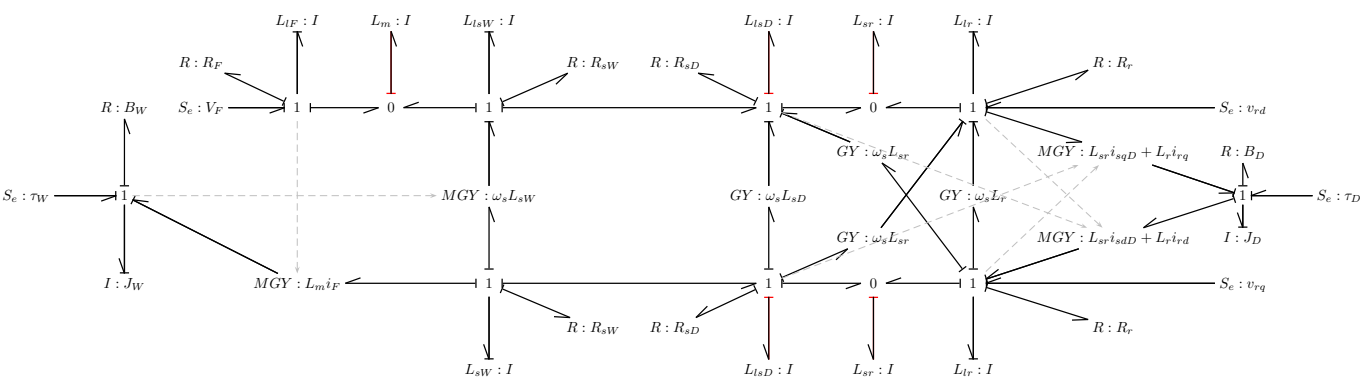 L_{lF} : I L_m : I L_{lsW} : I L_{lsD} : I L_{sr} : I L_{lr} : I
R : R_F R : R_{sW} R : R_{sD} R : R_r
R : B_W S_e : V_F 1 0 1 1 0 1 S_e : v_{rd}
GY : ω_s L_{sr} MGY : L_{sr} i_{sqD} + L_r i_{rq} R : B_D
S_e : τ_W 1 MGY : ω_s L_{sW} GY : ω_s L_{sD} GY : ω_s L_r 1 S_e : τ_D
GY : ω_s L_{sr} MGY : L_{sr} i_{sdD} + L_r i_{rd} I : J_D
I : J_W MGY : L_m i_F 1 1 0 1 S_e : v_{rq}
R : R_{sW} R : R_{sD} R : R_r
L_{sW} : I L_{lsD} : I L_{sr} : I L_{lr} : I